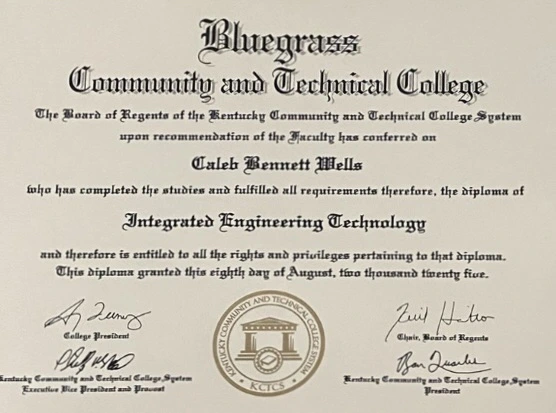 Bluegrass
Community and Technical College
The Board of Regents of the Kentucky Community and Technical College System
upon recommendation of the Faculty has conferred on
Caleb Bennett Wells
who has completed the studies and fulfilled all requirements therefore, the diploma of
Integrated Engineering Technology
and therefore is entitled to all the rights and privileges pertaining to that diploma.
This diploma granted this eighth day of August, two thousand twenty five.
College President
Chair, Board of Regents
KENTUCKY COMMUNITY AND TECHNICAL COLLEGE SYSTEM
KCTCS
Kentucky Community and Technical College System
Executive Vice President and Provost
Kentucky Community and Technical College System
President